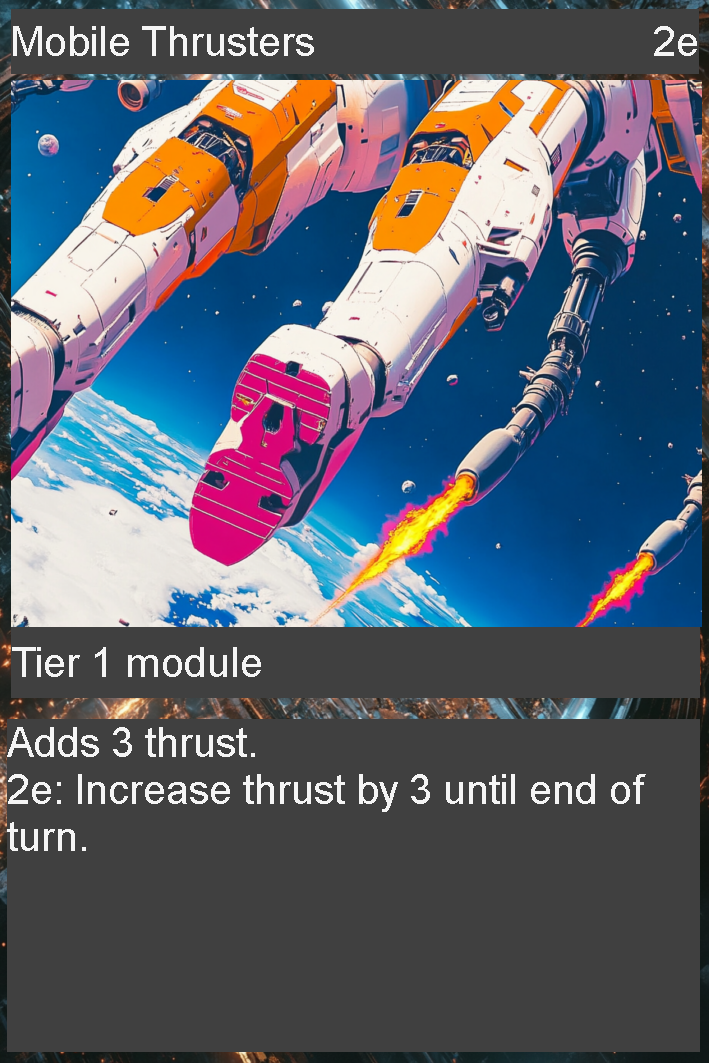 Mobile Thrusters 2e
Tier 1 module
Adds 3 thrust.
2e: Increase thrust by 3 until end of
turn.